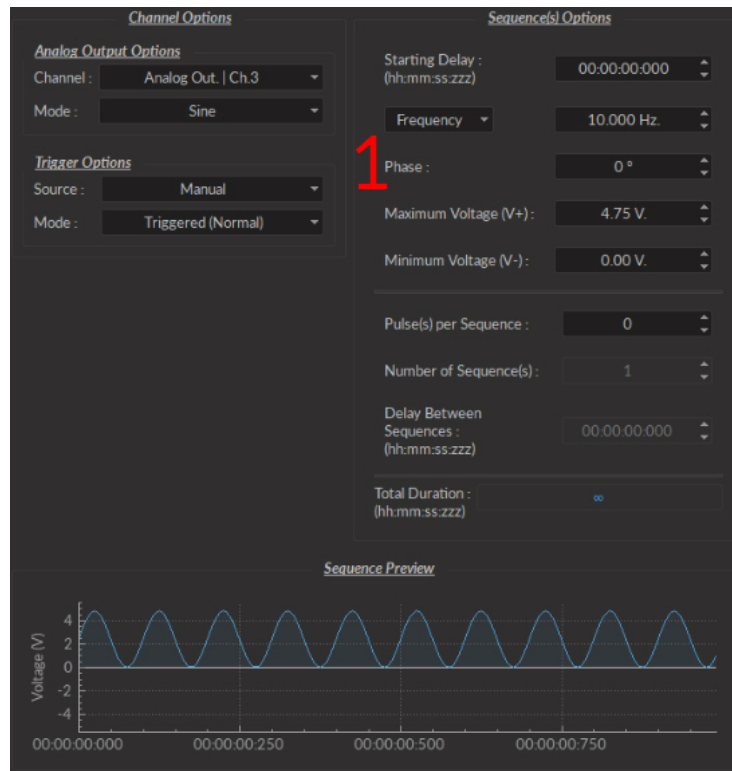 Channel Options
Analog Output Options
Channel : Analog Out. | Ch.3
Mode : Sine
Trigger Options
Source : Manual
Mode : Triggered (Normal)
Sequence(s) Options
Starting Delay :
(hh:mm:ss:zzz) 00:00:00:000
Frequency 10.000 Hz.
1
Phase : 0 °
Maximum Voltage (V+) : 4.75 V.
Minimum Voltage (V-) : 0.00 V.
Pulse(s) per Sequence : 0
Number of Sequence(s) : 1
Delay Between
Sequences : 00:00:00:000
(hh:mm:ss:zzz)
Total Duration : ∞
(hh:mm:ss:zzz)
Sequence Preview
Voltage (V)
4
2
0
-2
-4
00:00:00:000 00:00:00:250 00:00:00:500 00:00:00:750